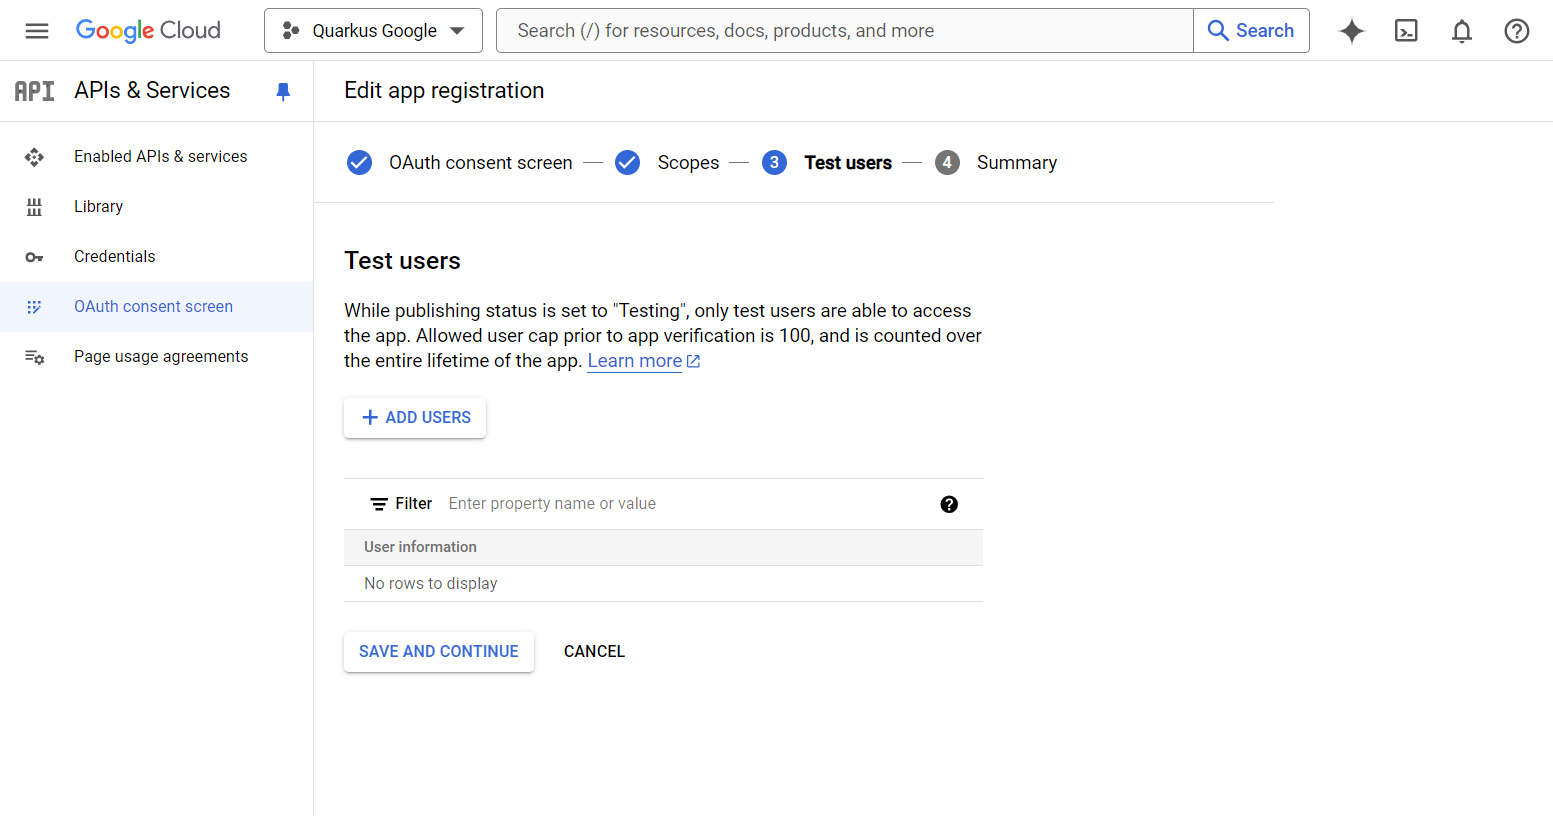 Google Cloud
Quarkus Google
Search (/) for resources, docs, products, and more
Search
API
APIs & Services
Edit app registration
Enabled APIs & services
Library
Credentials
OAuth consent screen
Page usage agreements
OAuth consent screen
Scopes
3
Test users
4
Summary
Test users
While publishing status is set to "Testing", only test users are able to access
the app. Allowed user cap prior to app verification is 100, and is counted over
the entire lifetime of the app. Learn more
ADD USERS
Filter
Enter property name or value
User information
No rows to display
SAVE AND CONTINUE
CANCEL